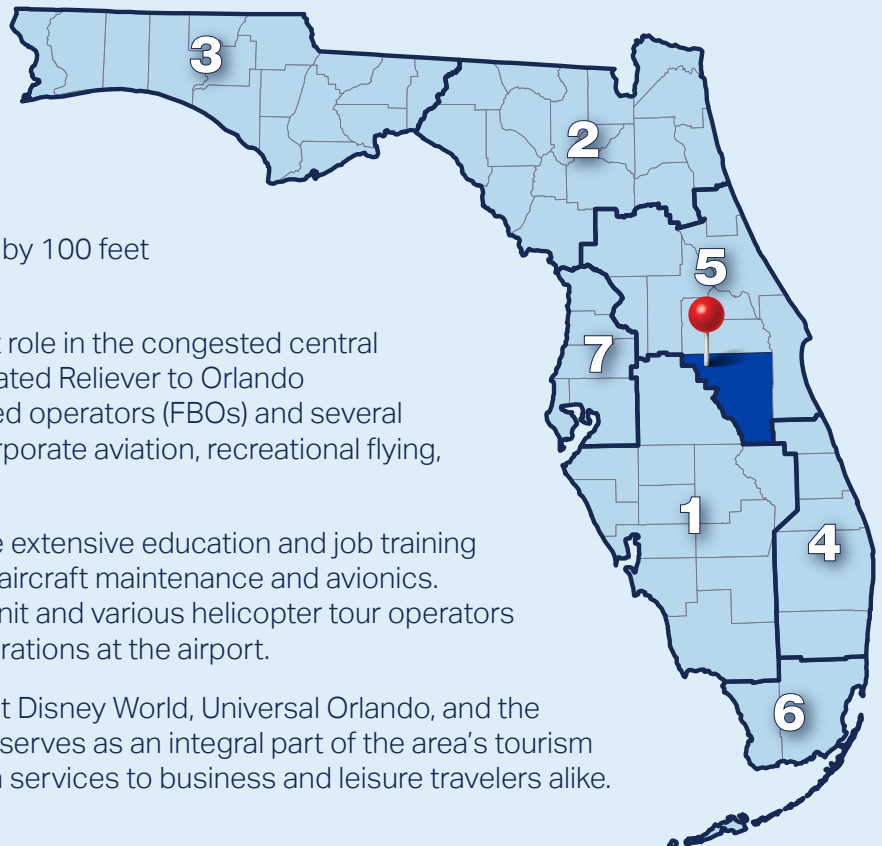 3
2
by 100 feet
5
role in the congested central
7
ated Reliever to Orlando
ed operators (FBOs) and several
rporate aviation, recreational flying,
1
extensive education and job training
4
aircraft maintenance and avionics.
nit and various helicopter tour operators
rations at the airport.
t Disney World, Universal Orlando, and the
6
serves as an integral part of the area's tourism
services to business and leisure travelers alike.